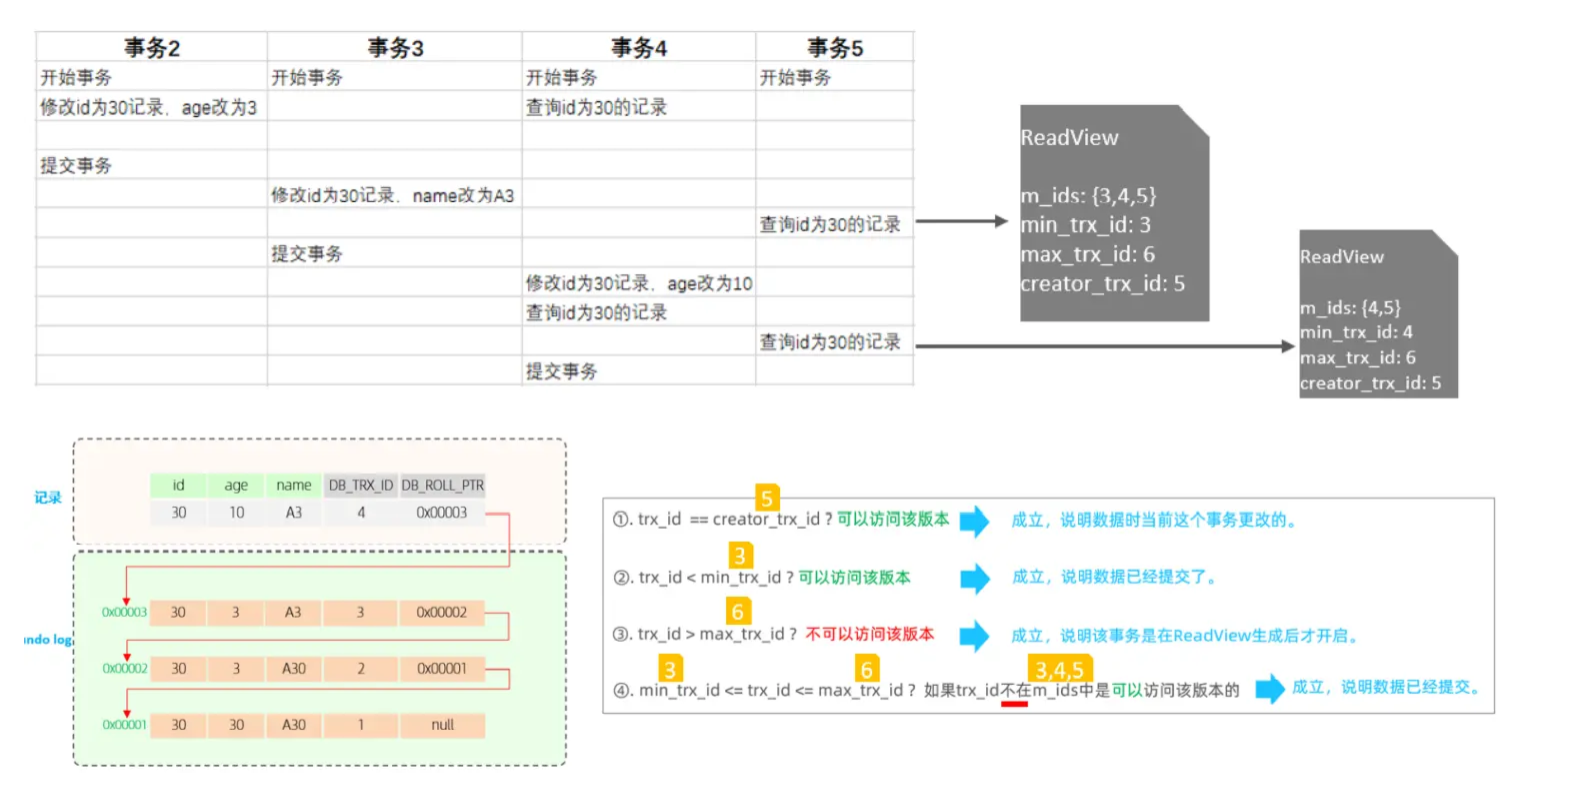 事务2 事务3 事务4 事务5
开始事务 开始事务 开始事务 开始事务
修改id为30记录，age改为3 查询id为30的记录
提交事务
修改id为30记录，name改为A3
查询id为30的记录
提交事务
修改id为30记录，age改为10
查询id为30的记录
查询id为30的记录
提交事务
ReadView
m_ids: {3,4,5}
min_trx_id: 3
max_trx_id: 6
creator_trx_id: 5
ReadView
m_ids: {4,5}
min_trx_id: 4
max_trx_id: 6
creator_trx_id: 5
记录
id age name DB_TRX_ID DB_ROLL_PTR
30 10 A3 4 0x00003
undo log
0x00003 30 3 A3 3 0x00002
0x00002 30 3 A30 2 0x00001
0x00001 30 30 A30 1 null
5
①. trx_id == creator_trx_id ? 可以访问该版本 成立，说明数据时当前这个事务更改的。
3
②. trx_id < min_trx_id ? 可以访问该版本 成立，说明数据已经提交了。
6
③. trx_id > max_trx_id ? 不可以访问该版本 成立，说明该事务是在ReadView生成后才开启。
3 6 3,4,5
④. min_trx_id <= trx_id <= max_trx_id ? 如果trx_id不在m_ids中是可以访问该版本的 成立，说明数据已经提交。